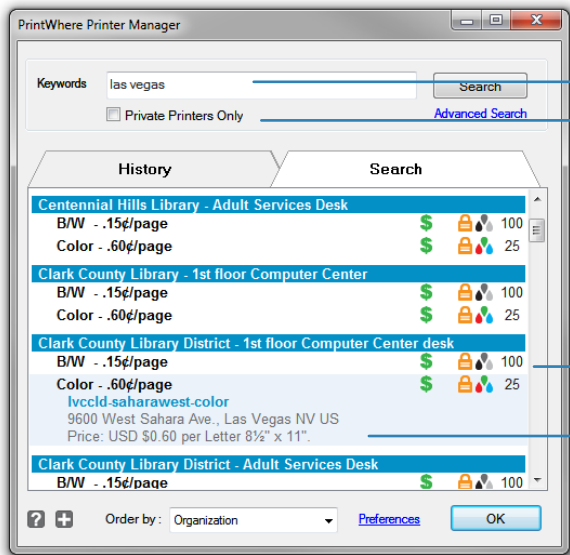 PrintWhere Printer Manager
Keywords las vegas Search
Private Printers Only Advanced Search
History Search
Centennial Hills Library - Adult Services Desk
B/W - .15¢/page $ 100
Color - .60¢/page $ 25
Clark County Library - 1st floor Computer Center
B/W - .15¢/page $ 100
Color - .60¢/page $ 25
Clark County Library District - 1st floor Computer Center desk
B/W - .15¢/page $ 100
Color - .60¢/page $ 25
lvccld-saharawest-color
9600 West Sahara Ave., Las Vegas NV US
Price: USD $0.60 per Letter 8½" x 11".
Clark County Library District - Adult Services Desk
B/W - .15¢/page $ 100
? + Order by : Organization Preferences OK